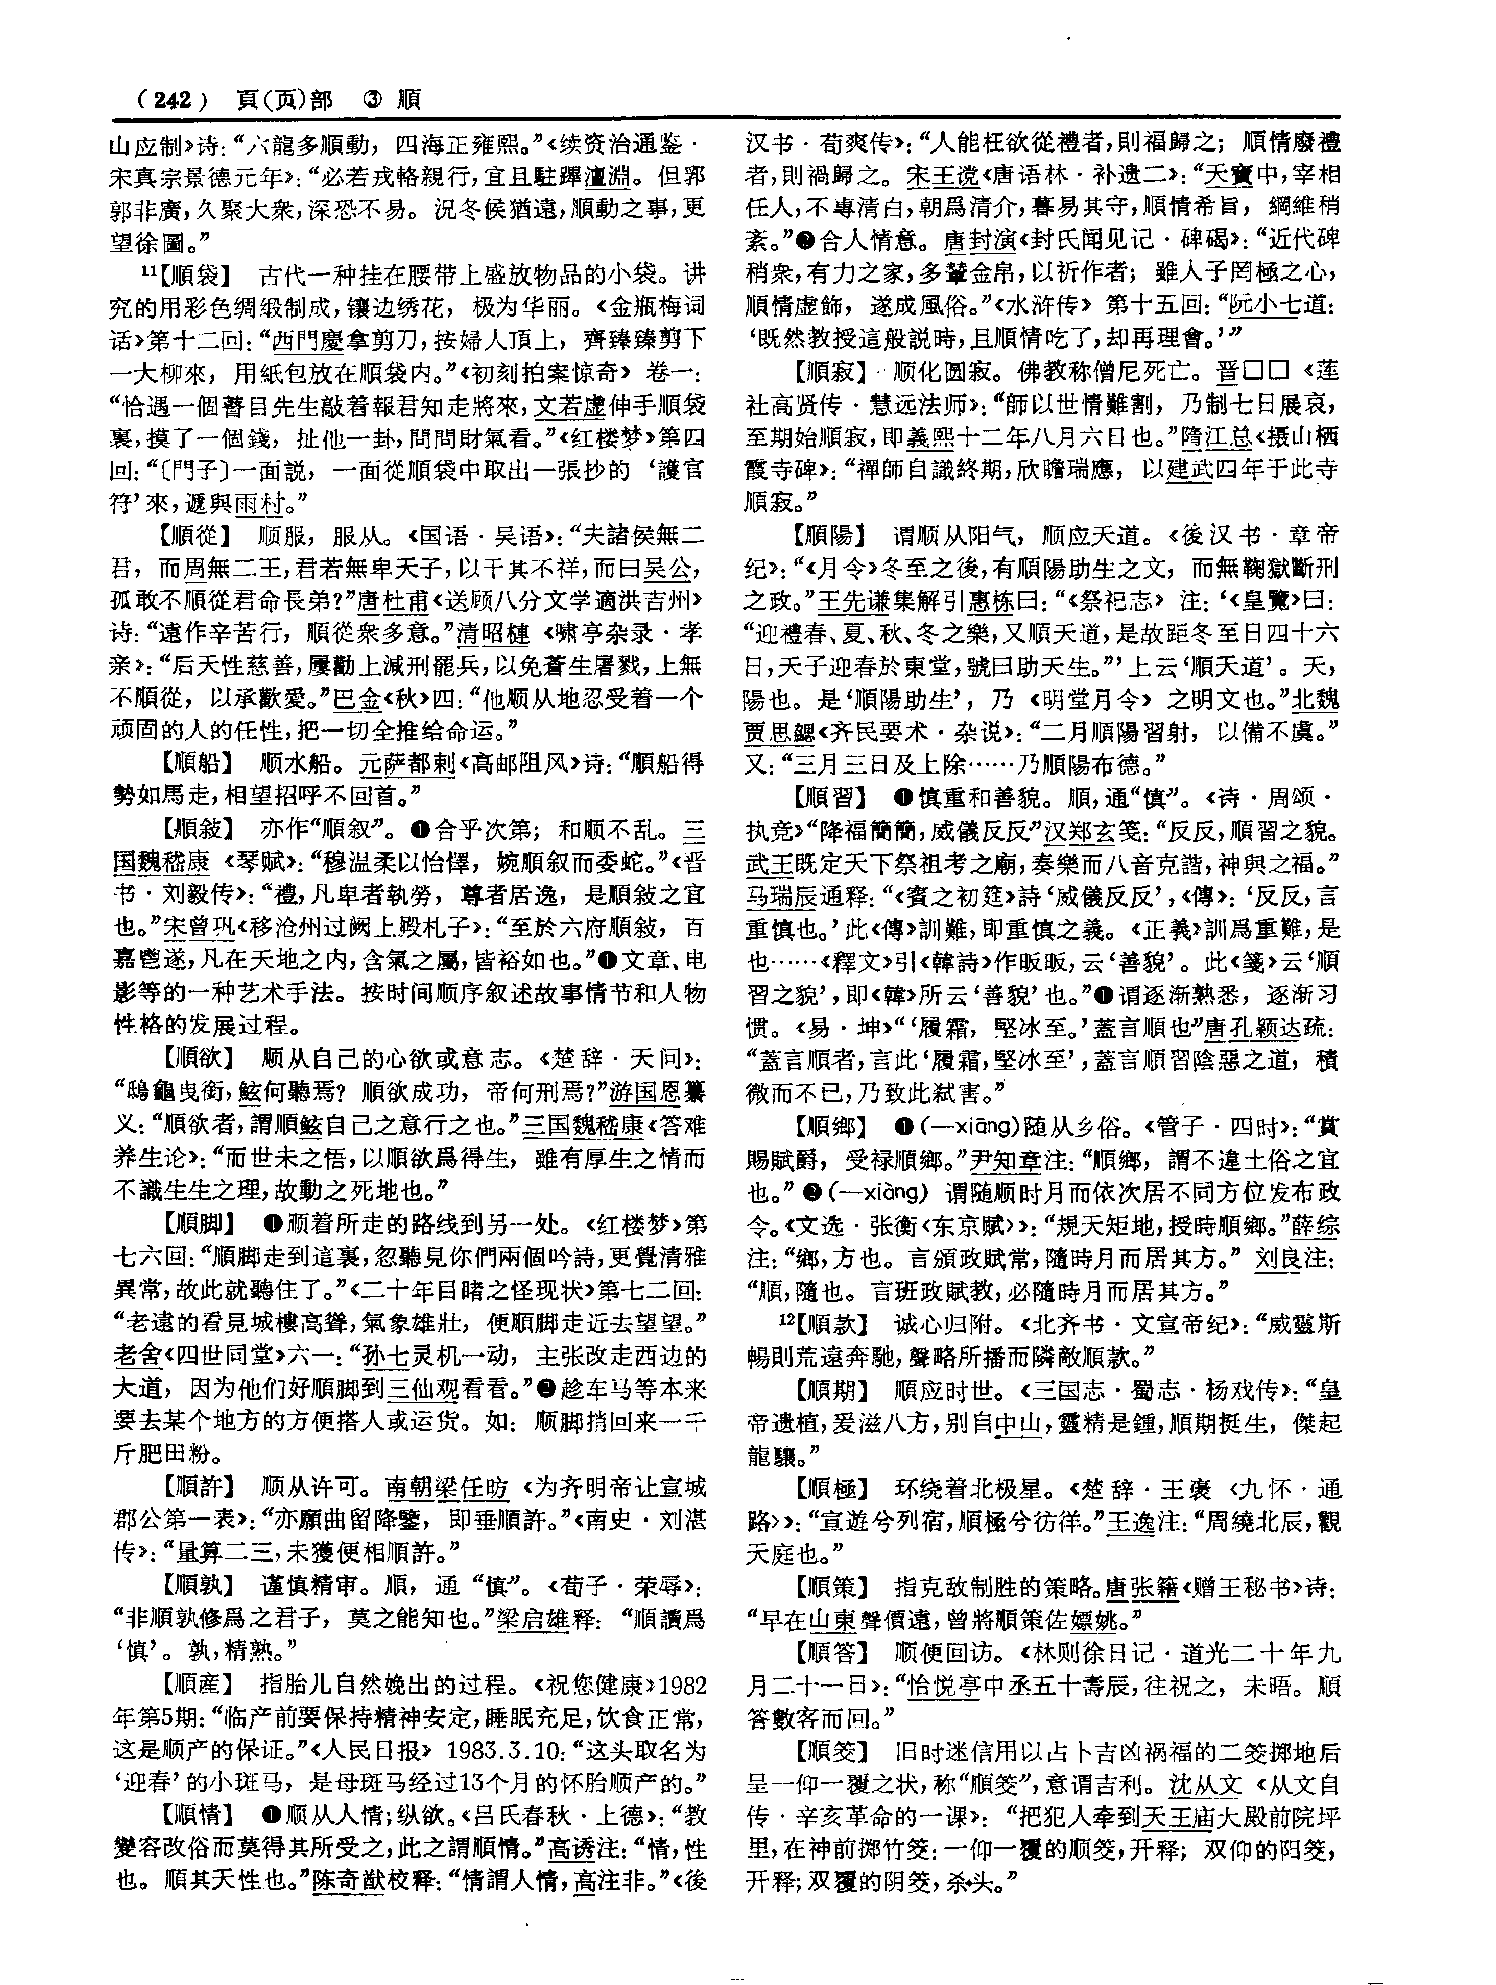 (242) 頁(页)部 ③ 順
山应制》诗:“六龍多順動，四海正雍熙。”《续资治通鉴·
宋真宗景德元年》:“必若戎輅親行,宜且駐蹕澶淵。但郛
郭非廣,久聚大衆,深恐不易。況冬候猶遠,順動之事,更
望徐圖。”
11【順袋】 古代一种挂在腰带上盛放物品的小袋。讲
究的用彩色绸缎制成,镶边绣花，极为华丽。《金瓶梅词
话》第十二回:“西門慶拿剪刀,按婦人頂上，齊臻臻剪下
一大柳來，用紙包放在順袋内。”《初刻拍案惊奇》卷一:
“恰遇一個瞽目先生敲着報君知走將來,文若虚伸手順袋
裏,摸了一個錢，扯他一卦,問問財氣看。”《红楼梦》第四
回:“〔門子〕一面説，一面從順袋中取出一張抄的‘護官
符’來,遞與雨村。”
【順從】 顺服，服从。《国语·吴语》:“夫諸侯無二
君，而周無二王,君若無卑天子,以干其不祥,而曰吴公,
孤敢不順從君命長弟?”唐杜甫《送顾八分文学適洪吉州》
诗:“遠作辛苦行，順從衆多意。”清昭槤《啸亭杂录·孝
亲》:“后天性慈善,屢勸上減刑罷兵,以免蒼生屠戮,上無
不順從，以承歡愛。”巴金《秋》四:“他顺从地忍受着一个
顽固的人的任性,把一切全推给命运。”
【順船】 顺水船。元萨都剌《高邮阻风》诗:“順船得
勢如馬走,相望招呼不回首。”
【順敍】 亦作“順叙”。❶合乎次第；和顺不乱。三
国魏嵇康《琴赋》:“穆温柔以怡懌，婉順叙而委蛇。”《晋
书·刘毅传》:“禮,凡卑者執勞，尊者居逸，是順敍之宜
也。”宋曾巩《移沧州过阙上殿札子》:“至於六府順敍，百
嘉鬯遂,凡在天地之内,含氣之屬,皆裕如也。”❶文章、电
影等的一种艺术手法。按时间顺序叙述故事情节和人物
性格的发展过程。
【順欲】 顺从自己的心欲或意志。《楚辞·天问》:
“鴟龜曳銜,鮌何聽焉? 順欲成功，帝何刑焉?”游国恩纂
义:“順欲者,謂順鮌自己之意行之也。”三国魏嵇康《答难
养生论》:“而世未之悟,以順欲爲得生，雖有厚生之情而
不識生生之理,故動之死地也。”
【順脚】 ❶顺着所走的路线到另一处。《红楼梦》第
七六回:“順脚走到這裏,忽聽見你們兩個吟詩,更覺清雅
異常,故此就聽住了。”《二十年目睹之怪现状》第七二回:
“老遠的看見城樓高聳,氣象雄壯，便順脚走近去望望。”
老舍《四世同堂》六一:“孙七灵机一动，主张改走西边的
大道，因为他们好顺脚到三仙观看看。”❷趁车马等本来
要去某个地方的方便搭人或运货。如：顺脚捎回来一千
斤肥田粉。
【順許】 顺从许可。南朝梁任昉《为齐明帝让宣城
郡公第一表》:“亦願曲留降鑒，即垂順許。”《南史·刘湛
传》:“量算二三,未獲便相順許。”
【順孰】 谨慎精审。順，通“慎”。《荀子·荣辱》:
“非順孰修爲之君子，莫之能知也。”梁启雄释:“順讀爲
‘慎’。孰,精熟。”
【順産】 指胎儿自然娩出的过程。《祝您健康》1982
年第5期:“临产前要保持精神安定,睡眠充足,饮食正常,
这是顺产的保证。”《人民日报》1983.3.10:“这头取名为
‘迎春’的小斑马，是母斑马经过13个月的怀胎顺产的。”
【順情】 ❶顺从人情;纵欲。《吕氏春秋·上德》:“教
變容改俗而莫得其所受之,此之謂順情。”高诱注:“情,性
也。順其天性也。”陈奇猷校释:“情謂人情,高注非。”《後
汉书·荀爽传》:“人能枉欲從禮者,則福歸之；順情廢禮
者,則禍歸之。宋王谠《唐语林·补遗二》:“天寶中,宰相
任人,不專清白,朝爲清介,暮易其守,順情希旨，綱維稍
紊。”❷合人情意。唐封演《封氏闻见记·碑碣》:“近代碑
稍衆,有力之家,多輦金帛,以祈作者；雖人子罔極之心,
順情虚飾，遂成風俗。”《水浒传》第十五回:“阮小七道:
‘既然教授這般説時,且順情吃了,却再理會。’”
【順寂】 顺化圆寂。佛教称僧尼死亡。晋□□《莲
社高贤传·慧远法师》:“師以世情難割，乃制七日展哀,
至期始順寂,即義熙十二年八月六日也。”隋江总《摄山栖
霞寺碑》:“禪師自識終期,欣瞻瑞應，以建武四年于此寺
順寂。”
【順陽】 谓顺从阳气，顺应天道。《後汉书·章帝
纪》:“《月令》冬至之後,有順陽助生之文，而無鞠獄斷刑
之政。”王先谦集解引惠栋曰:“《祭祀志》注:‘《皇覽》曰:
“迎禮春、夏、秋、冬之樂,又順天道,是故距冬至日四十六
日,天子迎春於東堂,號曰助天生。”’上云‘順天道’。天,
陽也。是‘順陽助生’，乃《明堂月令》之明文也。”北魏
贾思勰《齐民要术·杂说》:“二月順陽習射，以備不虞。”
又:“三月三日及上除……乃順陽布德。”
【順習】 ❶慎重和善貌。順,通“慎”。《诗·周颂·
执竞》“降福簡簡,威儀反反”汉郑玄笺:“反反,順習之貌。
武王既定天下祭祖考之廟,奏樂而八音克諧,神與之福。”
马瑞辰通释:“《賓之初筵》詩‘威儀反反’,《傳》:‘反反,言
重慎也。’此《傳》訓難,即重慎之義。《正義》訓爲重難,是
也……《釋文》引《韓詩》作昄昄,云‘善貌’。此《箋》云‘順
習之貌’,即《韓》所云‘善貌’也。”❶谓逐渐熟悉，逐渐习
惯。《易·坤》“‘履霜，堅冰至。’蓋言順也”唐孔颖达疏:
“蓋言順者,言此‘履霜,堅冰至’,蓋言順習陰惡之道，積
微而不已,乃致此弒害。”
【順鄉】 ❶(一xiāng)随从乡俗。《管子·四时》:“賞
賜賦爵，受禄順鄉。”尹知章注:“順鄉，謂不違土俗之宜
也。”❷(一xiàng) 谓随顺时月而依次居不同方位发布政
令。《文选·张衡〈东京赋〉》:“規天矩地,授時順鄉。”薛综
注:“鄉,方也。言頒政賦常,隨時月而居其方。”刘良注:
“順,隨也。言班政賦教,必隨時月而居其方。”
12【順款】 诚心归附。《北齐书·文宣帝纪》:“威靈斯
暢則荒遠奔馳,聲略所播而隣敵順款。”
【順期】 顺应时世。《三国志·蜀志·杨戏传》:“皇
帝遺植,爰滋八方,别自中山,靈精是鍾,順期挺生，傑起
龍驤。”
【順極】 环绕着北极星。《楚辞·王褒〈九怀·通
路〉》:“宣遊兮列宿,順極兮彷徉。”王逸注:“周繞北辰,觀
天庭也。”
【順策】 指克敌制胜的策略。唐张籍《赠王秘书》诗:
“早在山東聲價遠,曾將順策佐嫖姚。”
【順答】 顺便回访。《林则徐日记·道光二十年九
月二十一日》:“怡悦亭中丞五十壽辰,往祝之，未晤。順
答數客而回。”
【順筊】 旧时迷信用以占卜吉凶祸福的二筊掷地后
呈一仰一覆之状,称“順筊”,意谓吉利。沈从文《从文自
传·辛亥革命的一课》:“把犯人牵到天王庙大殿前院坪
里,在神前掷竹筊:一仰一覆的顺筊,开释；双仰的阳筊,
开释;双覆的阴筊,杀头。”